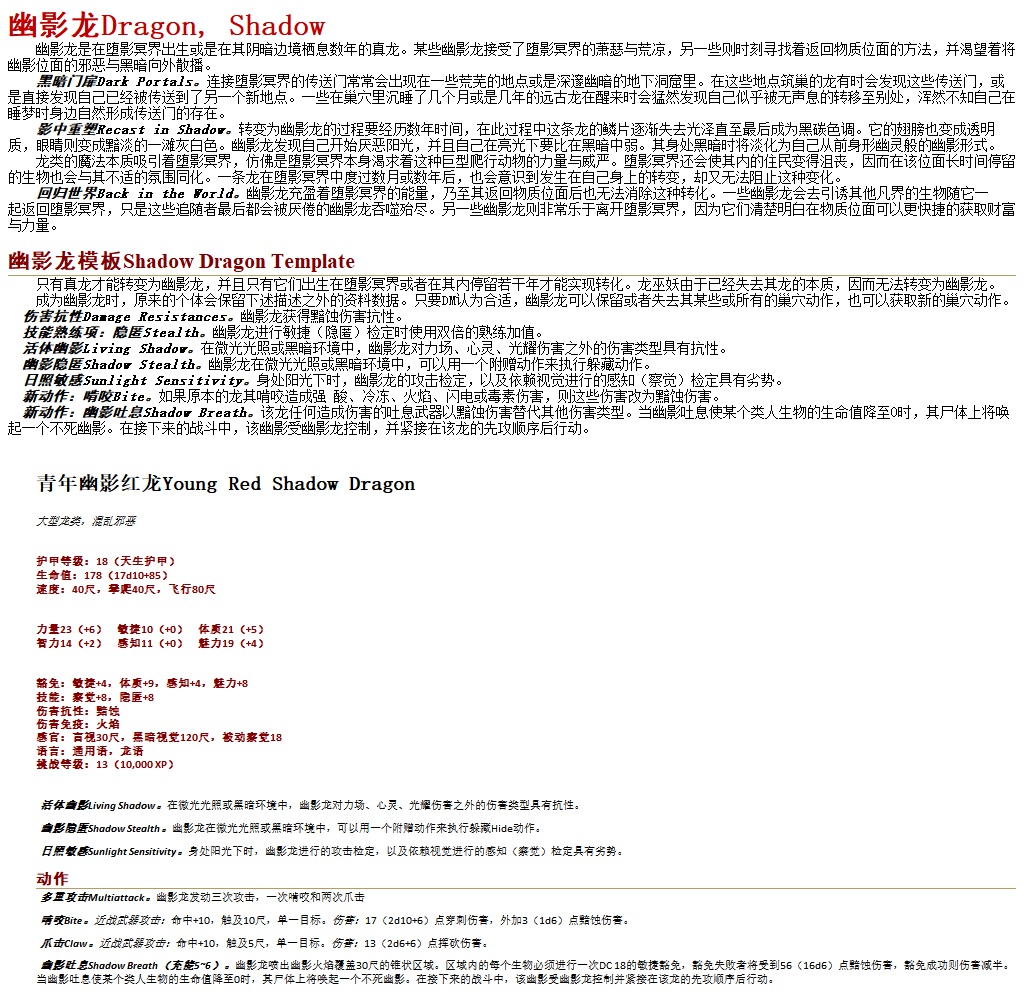 幽影龙Dragon, Shadow
幽影龙是在堕影冥界出生或是在其阴暗边境栖息数年的真龙。某些幽影龙接受了堕影冥界的萧瑟与荒凉，另一些则时刻寻找着返回物质位面的方法，并渴望着将
幽影位面的邪恶与黑暗向外散播。
黑暗门扉Dark Portals。连接堕影冥界的传送门常常会出现在一些荒芜的地点或是深邃幽暗的地下洞窟里。在这些地点筑巢的龙有时会发现这些传送门，或
是直接发现自己已经被传送到了另一个新地点。一些在巢穴里沉睡了几个月或是几年的远古龙在醒来时会猛然发现自己似乎被无声息的转移至别处，浑然不知自己在
睡梦时身边自然形成传送门的存在。
影中重塑Recast in Shadow。转变为幽影龙的过程要经历数年时间，在此过程中这条龙的鳞片逐渐失去光泽直至最后成为黑碳色调。它的翅膀也变成透明
质，眼睛则变成黯淡的一滩灰白色。幽影龙发现自己开始厌恶阳光，并且自己在亮光下要比在黑暗中弱。其身处黑暗时将淡化为自己从前身形幽灵般的幽影形式。
龙类的魔法本质吸引着堕影冥界，仿佛是堕影冥界本身渴求着这种巨型爬行动物的力量与威严。堕影冥界还会使其内的住民变得沮丧，因而在该位面长时间停留
的生物也会与其不适的氛围同化。一条龙在堕影冥界中度过数月或数年后，也会意识到发生在自己身上的转变，却又无法阻止这种变化。
回归世界Back in the World。幽影龙充盈着堕影冥界的能量，乃至其返回物质位面后也无法消除这种转化。一些幽影龙会去引诱其他凡界的生物随它一
起返回堕影冥界，只是这些追随者最后都会被厌倦的幽影龙吞噬殆尽。另一些幽影龙则非常乐于离开堕影冥界，因为它们清楚明白在物质位面可以更快捷的获取财富
与力量。
幽影龙模板Shadow Dragon Template
只有真龙才能转变为幽影龙，并且只有它们出生在堕影冥界或者在其内停留若干年才能实现转化。龙巫妖由于已经失去其龙的本质，因而无法转变为幽影龙。
成为幽影龙时，原来的个体会保留下述描述之外的资料数据。只要DM认为合适，幽影龙可以保留或者失去其某些或所有的巢穴动作，也可以获取新的巢穴动作。
伤害抗性Damage Resistances。幽影龙获得黯蚀伤害抗性。
技能熟练项：隐匿Stealth。幽影龙进行敏捷（隐匿）检定时使用双倍的熟练加值。
活体幽影Living Shadow。在微光光照或黑暗环境中，幽影龙对力场、心灵、光耀伤害之外的伤害类型具有抗性。
幽影隐匿Shadow Stealth。幽影龙在微光光照或黑暗环境中，可以用一个附赠动作来执行躲藏动作。
日照敏感Sunlight Sensitivity。身处阳光下时，幽影龙的攻击检定，以及依赖视觉进行的感知（察觉）检定具有劣势。
新动作：啃咬Bite。如果原本的龙其啃咬造成强 酸、冷冻、火焰、闪电或毒素伤害，则这些伤害改为黯蚀伤害。
新动作：幽影吐息Shadow Breath。该龙任何造成伤害的吐息武器以黯蚀伤害替代其他伤害类型。当幽影吐息使某个类人生物的生命值降至0时，其尸体上将唤
起一个不死幽影。在接下来的战斗中，该幽影受幽影龙控制，并紧接在该龙的先攻顺序后行动。
青年幽影红龙Young Red Shadow Dragon
大型龙类，混乱邪恶
护甲等级：18（天生护甲）
生命值：178（17d10+85）
速度：40尺，攀爬40尺，飞行80尺
力量23（+6） 敏捷10（+0） 体质21（+5）
智力14（+2） 感知11（+0） 魅力19（+4）
豁免：敏捷+4，体质+9，感知+4，魅力+8
技能：察觉+8，隐匿+8
伤害抗性：黯蚀
伤害免疫：火焰
感官：盲视30尺，黑暗视觉120尺，被动察觉18
语言：通用语，龙语
挑战等级：13（10,000 XP）
活体幽影Living Shadow。在微光光照或黑暗环境中，幽影龙对力场、心灵、光耀伤害之外的伤害类型具有抗性。
幽影隐匿Shadow Stealth。幽影龙在微光光照或黑暗环境中，可以用一个附赠动作来执行躲藏Hide动作。
日照敏感Sunlight Sensitivity。身处阳光下时，幽影龙进行的攻击检定，以及依赖视觉进行的感知（察觉）检定具有劣势。
动作
多重攻击Multiattack。幽影龙发动三次攻击，一次啃咬和两次爪击
啃咬Bite。近战武器攻击：命中+10，触及10尺，单一目标。伤害：17（2d10+6）点穿刺伤害，外加3（1d6）点黯蚀伤害。
爪击Claw。近战武器攻击：命中+10，触及5尺，单一目标。伤害：13（2d6+6）点挥砍伤害。
幽影吐息Shadow Breath（充能5~6）。幽影龙喷出幽影火焰覆盖30尺的锥状区域。区域内的每个生物必须进行一次DC 18的敏捷豁免，豁免失败者将受到56（16d6）点黯蚀伤害，豁免成功则伤害减半。
当幽影吐息使某个类人生物的生命值降至0时，其尸体上将唤起一个不死幽影。在接下来的战斗中，该幽影受幽影龙控制并紧接在该龙的先攻顺序后行动。